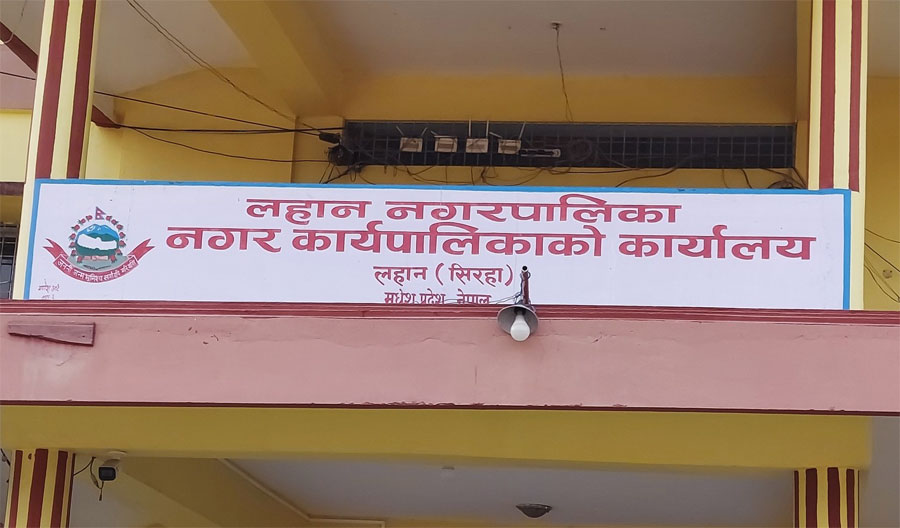 लहान नगरपालिका
नगर कार्यपालिकाको कार्यालय
लहान (सिरहा)
मधेश प्रदेश, नेपाल